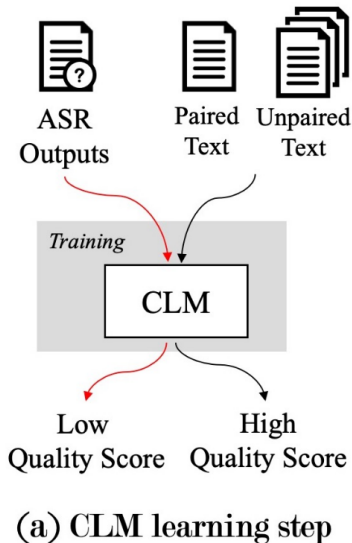 ?
ASR
Outputs
Paired
Text
Unpaired
Text
Training
CLM
Low
Quality Score
High
Quality Score
(a) CLM learning step